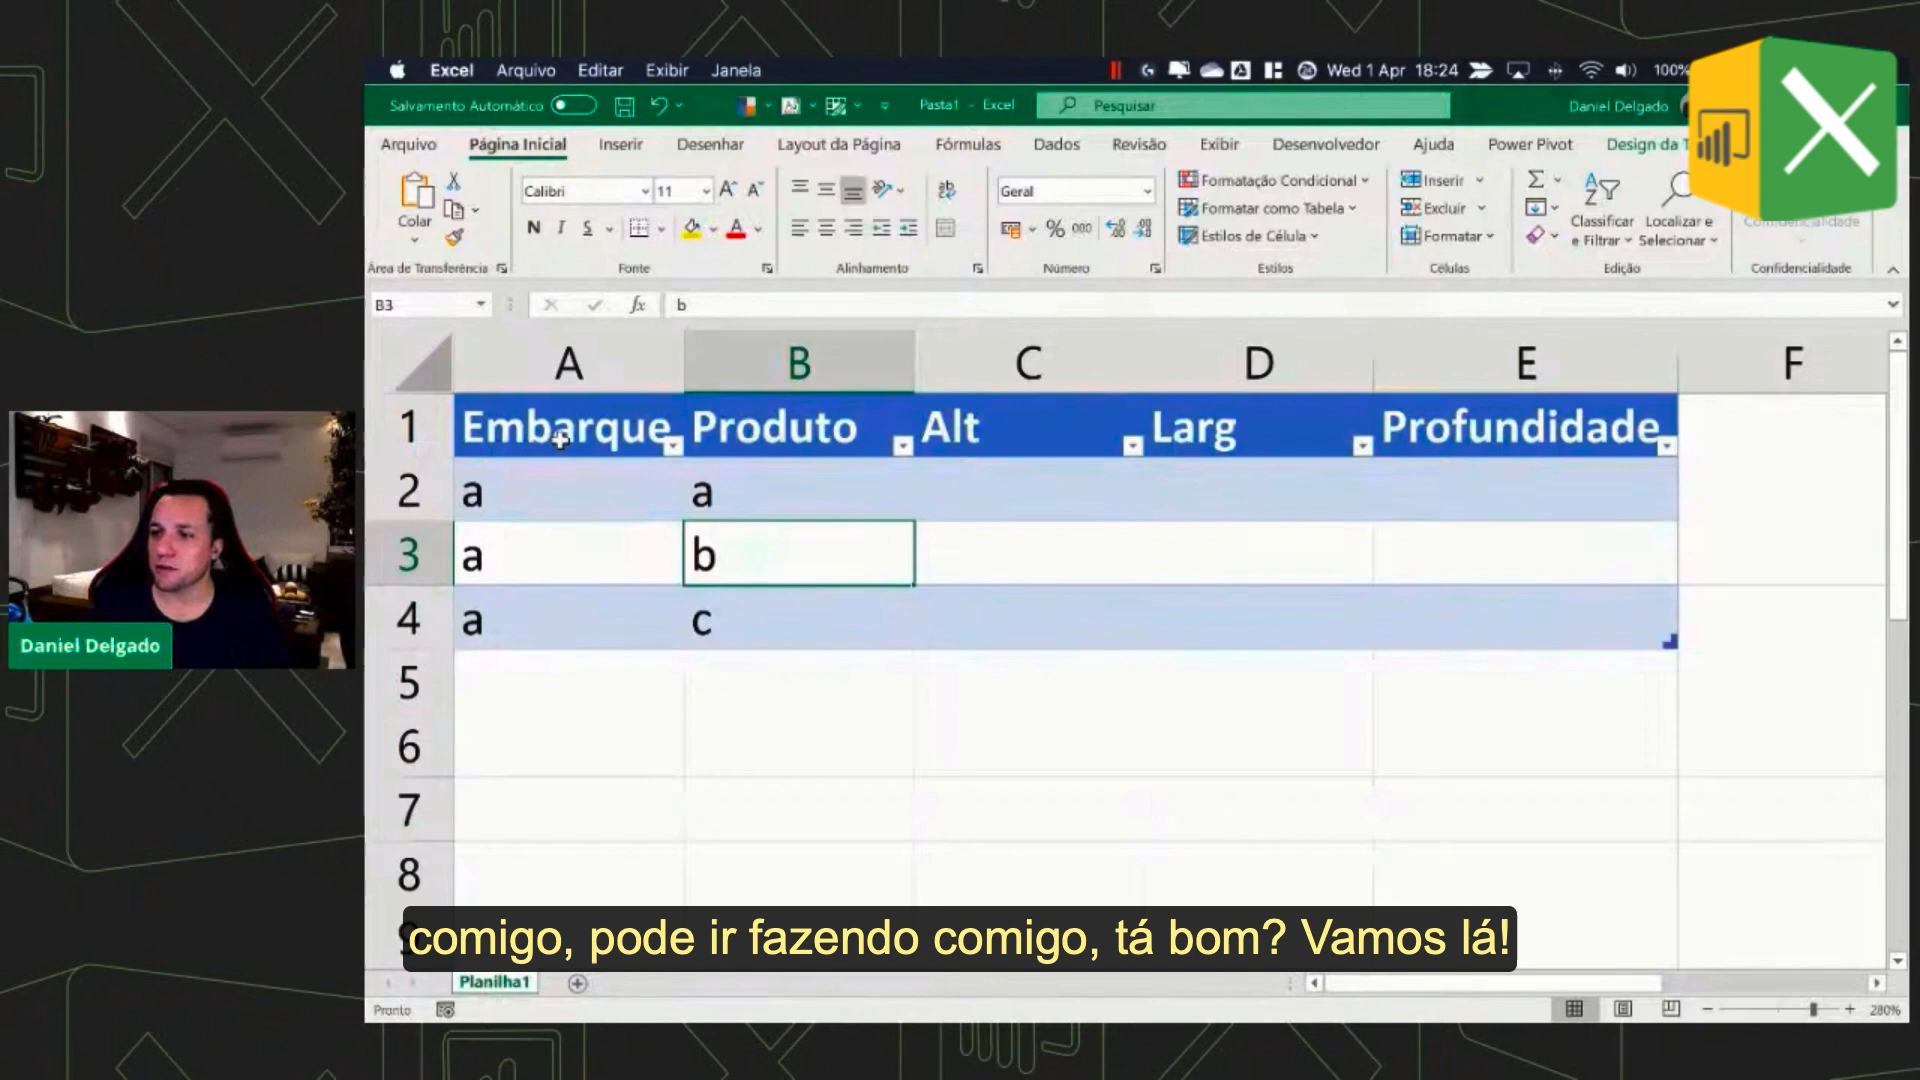 Excel Arquivo Editar Exibir Janela
Wed 1 Apr 18:24 100%
Salvamento Automático
Pasta1 - Excel
Pesquisar
Daniel Delgado
Arquivo Página Inicial Inserir Desenhar Layout da Página Fórmulas Dados Revisão Exibir Desenvolvedor Ajuda Power Pivot Design da
Colar
Calibri 11
N I S
Geral
% 000
Formatação Condicional
Formatar como Tabela
Estilos de Célula
Inserir
Excluir
Formatar
Classificar e Filtrar
Localizar e Selecionar
Confidencialidade
Área de Transferência Fonte Alinhamento Número Estilos Células Edição Confidencialidade
B3 fx b
A B C D E F
1 Embarque Produto Alt Larg Profundidade
2 a a
3 a b
4 a c
5
6
7
8
Daniel Delgado
comigo, pode ir fazendo comigo, tá bom? Vamos lá!
Planilha1
Pronto
280%